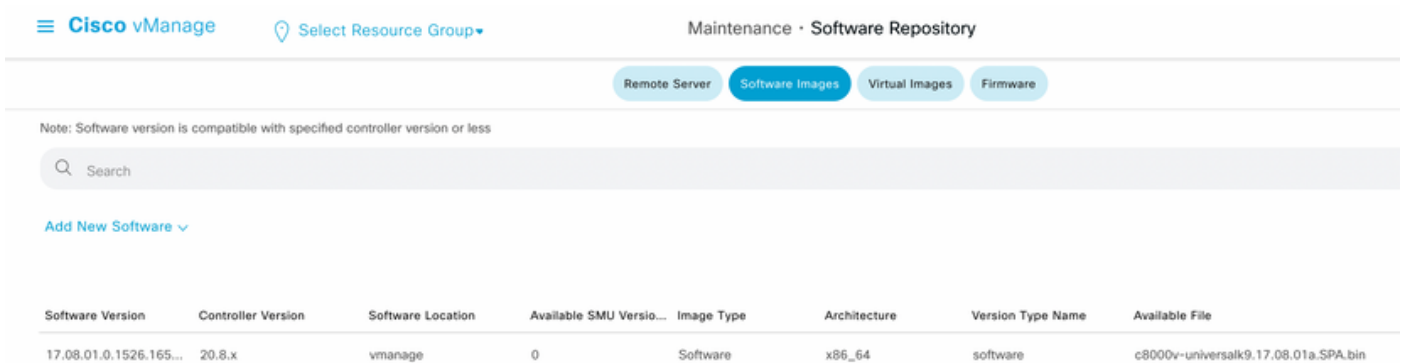 Cisco vManage Select Resource Group▾ Maintenance · Software Repository
Remote Server Software Images Virtual Images Firmware
Note: Software version is compatible with specified controller version or less
Search
Add New Software
Software Version Controller Version Software Location Available SMU Versio... Image Type Architecture Version Type Name Available File
17.08.01.0.1526.165... 20.8.x vmanage 0 Software x86_64 software c8000v-universalk9.17.08.01a.SPA.bin